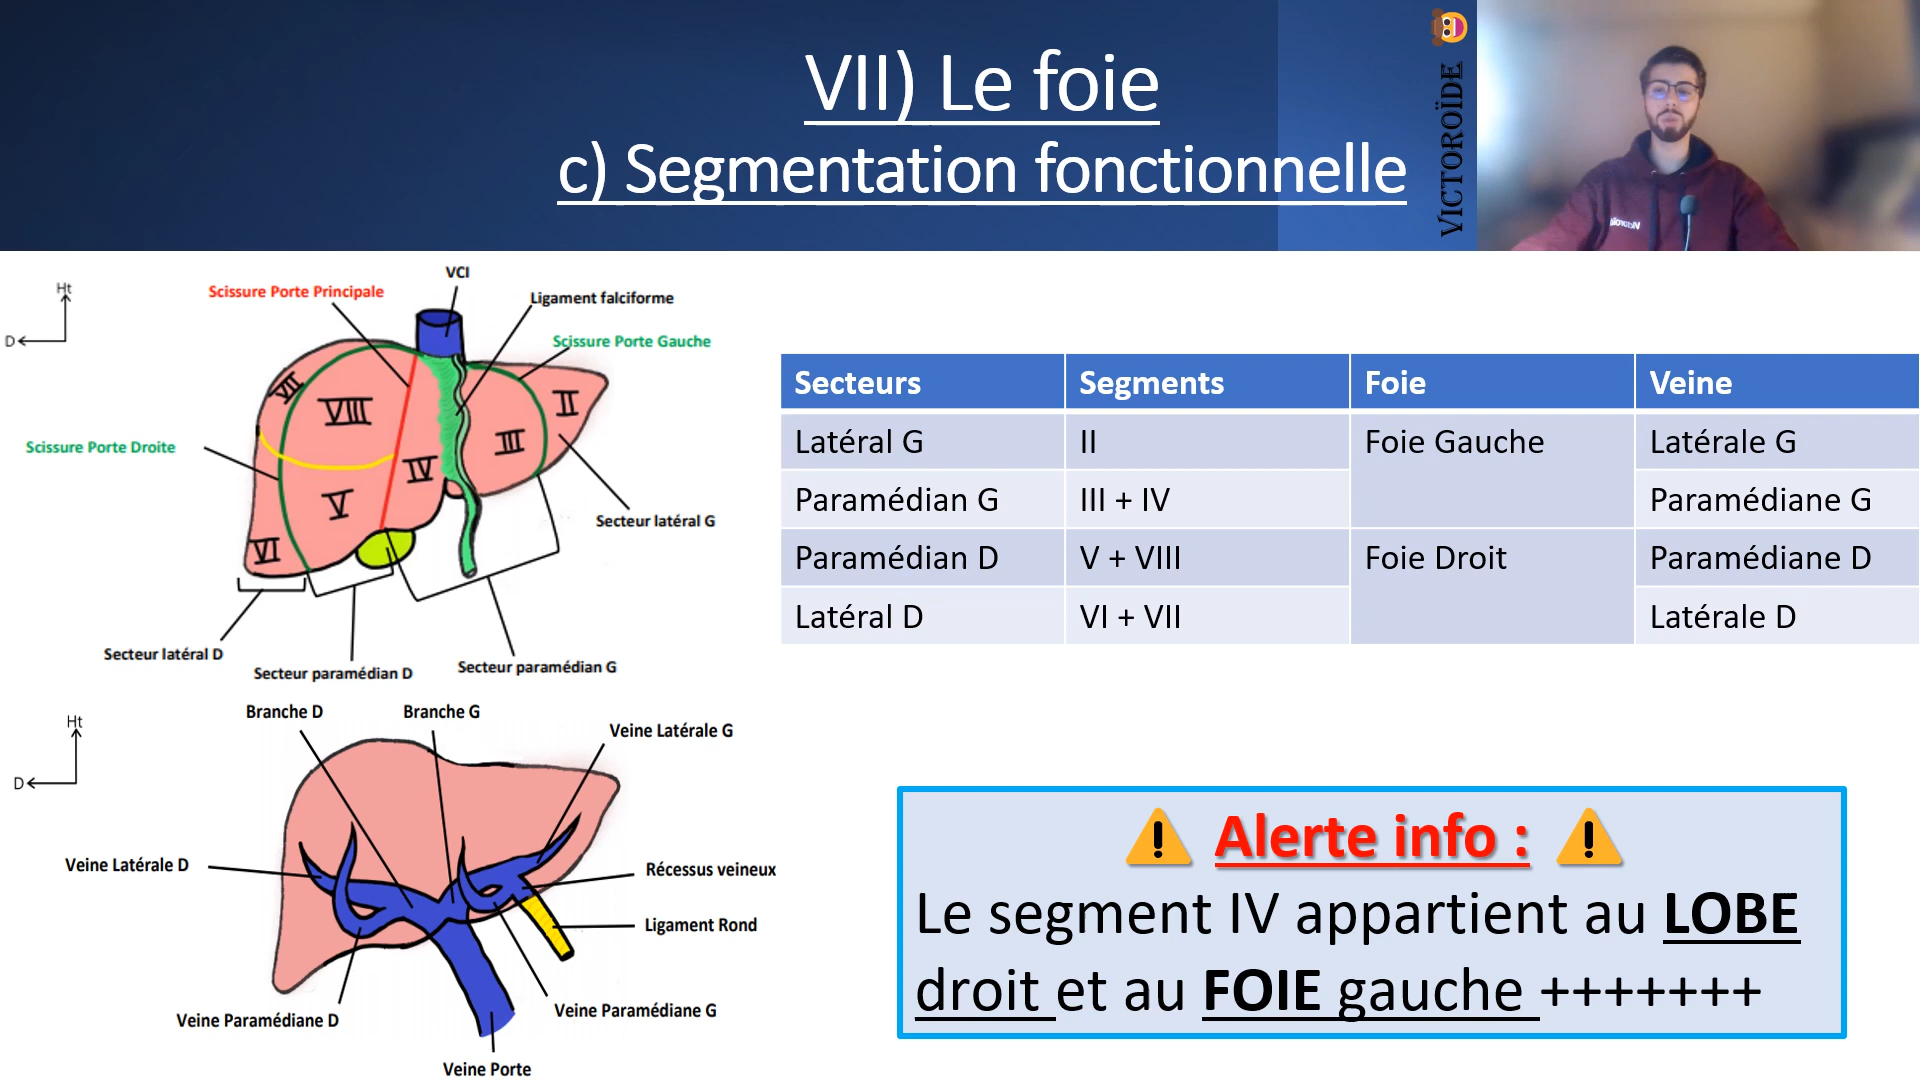 VII) Le foie
c) Segmentation fonctionnelle
VICTOROÏDE
Ht
D
VCI
Scissure Porte Principale
Ligament falciforme
Scissure Porte Gauche
Scissure Porte Droite
VII
VIII
II
III
IV
V
VI
Secteur latéral G
Secteur latéral D
Secteur paramédian D
Secteur paramédian G
Secteurs Segments Foie Veine
Latéral G II Foie Gauche Latérale G
Paramédian G III + IV Paramédiane G
Paramédian D V + VIII Foie Droit Paramédiane D
Latéral D VI + VII Latérale D
Ht
D
Branche D
Branche G
Veine Latérale G
Veine Latérale D
Récessus veineux
Ligament Rond
Veine Paramédiane G
Veine Paramédiane D
Veine Porte
Alerte info :
Le segment IV appartient au LOBE
droit et au FOIE gauche +++++++